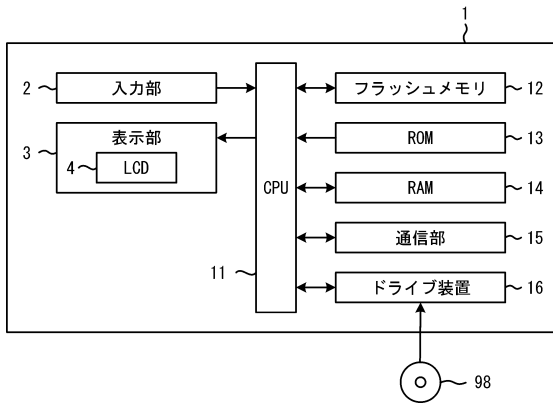 1
2
入力部
フラッシュメモリ
12
3
表示部
4
LCD
CPU
ROM
13
RAM
14
通信部
15
11
ドライブ装置
16
98